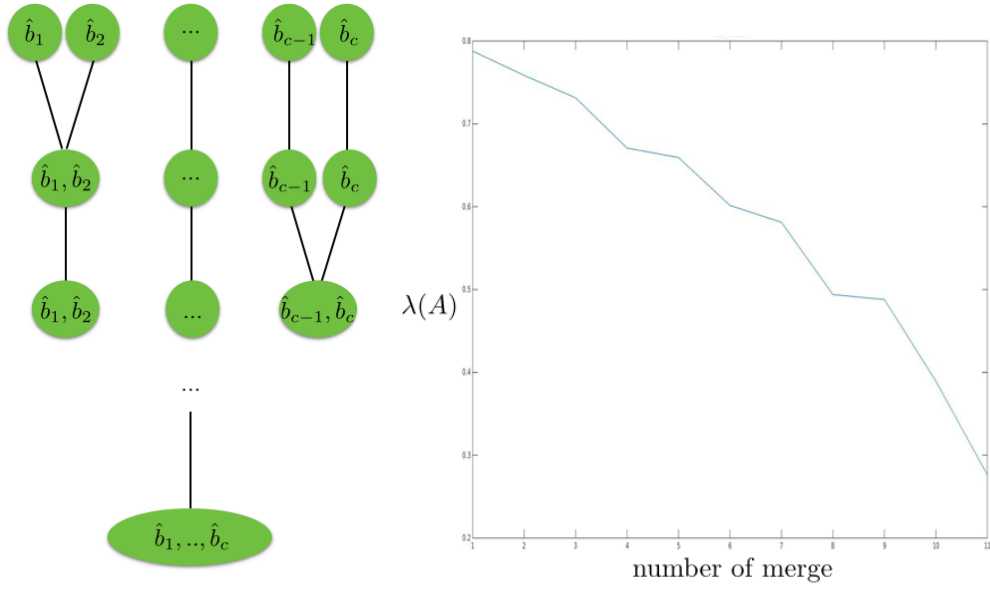 b̂₁ b̂₂ ... b̂c−1 b̂c
b̂₁, b̂₂ ... b̂c−1 b̂c
b̂₁, b̂₂ ... b̂c−1, b̂c
...
b̂₁, .., b̂c
λ(A)
0.8
0.7
0.6
0.5
0.4
0.3
0.2
1 2 3 4 5 6 7 8 9 10 11
number of merge